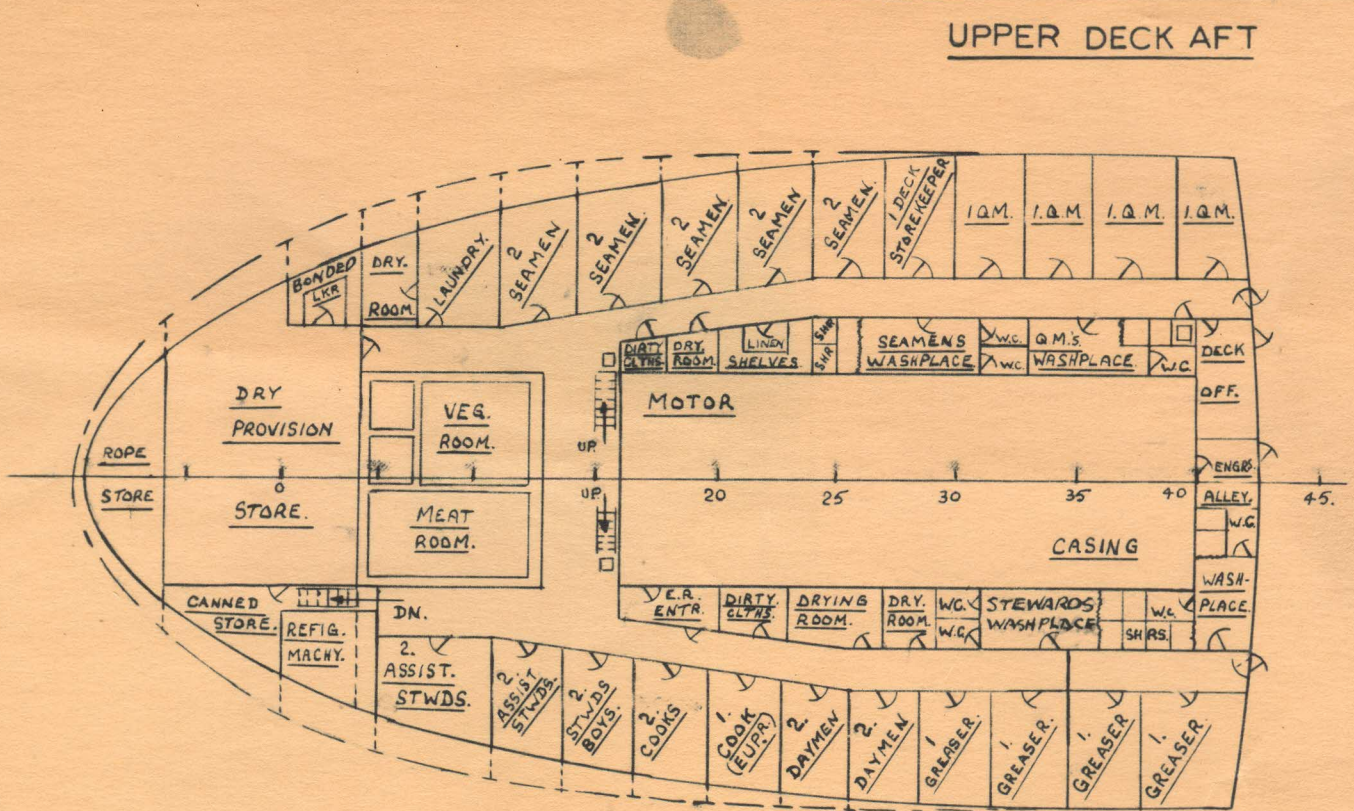 UPPER DECK AFT
BONDED
LKR
DRY.
ROOM
LAUNDRY.
2
SEAMEN
2
SEAMEN.
2
SEAMEN.
2
SEAMEN
2
SEAMEN.
1 DECK
STOREKEEPER
1 Q.M.
1.Q.M
1.Q.M.
1.Q.M.
DIRTY
CLTHS.
DRY.
ROOM
LINEN
SHELVES.
SHR
SHR
SEAMENS
WASHPLACE
W.C.
W.C.
Q.M.'s
WASHPLACE
W.C.
DECK
OFF.
DRY
PROVISION
STORE.
ROPE
STORE
VEG.
ROOM.
MEAT
ROOM.
UP.
UP.
MOTOR
CASING
0
20
25
30
35
40
45.
ENGRS.
ALLEY.
W.C.
WASH-
PLACE.
CANNED
STORE.
DN.
REFIG.
MACHY.
E.R.
ENTR.
DIRTY
CLTHS.
DRYING
ROOM.
DRY.
ROOM
W.C.
W.C.
STEWARDS
WASHPLACE
SHRS.
W.C.
2.
ASSIST.
STWDS.
2.
ASSIST
STWDS.
2.
STWDS
BOYS.
2.
COOKS
1.
COOK
(EUPR.)
2.
DAYMEN
2.
DAYMEN
1
GREASER.
1.
GREASER.
1.
GREASER
1.
GREASER